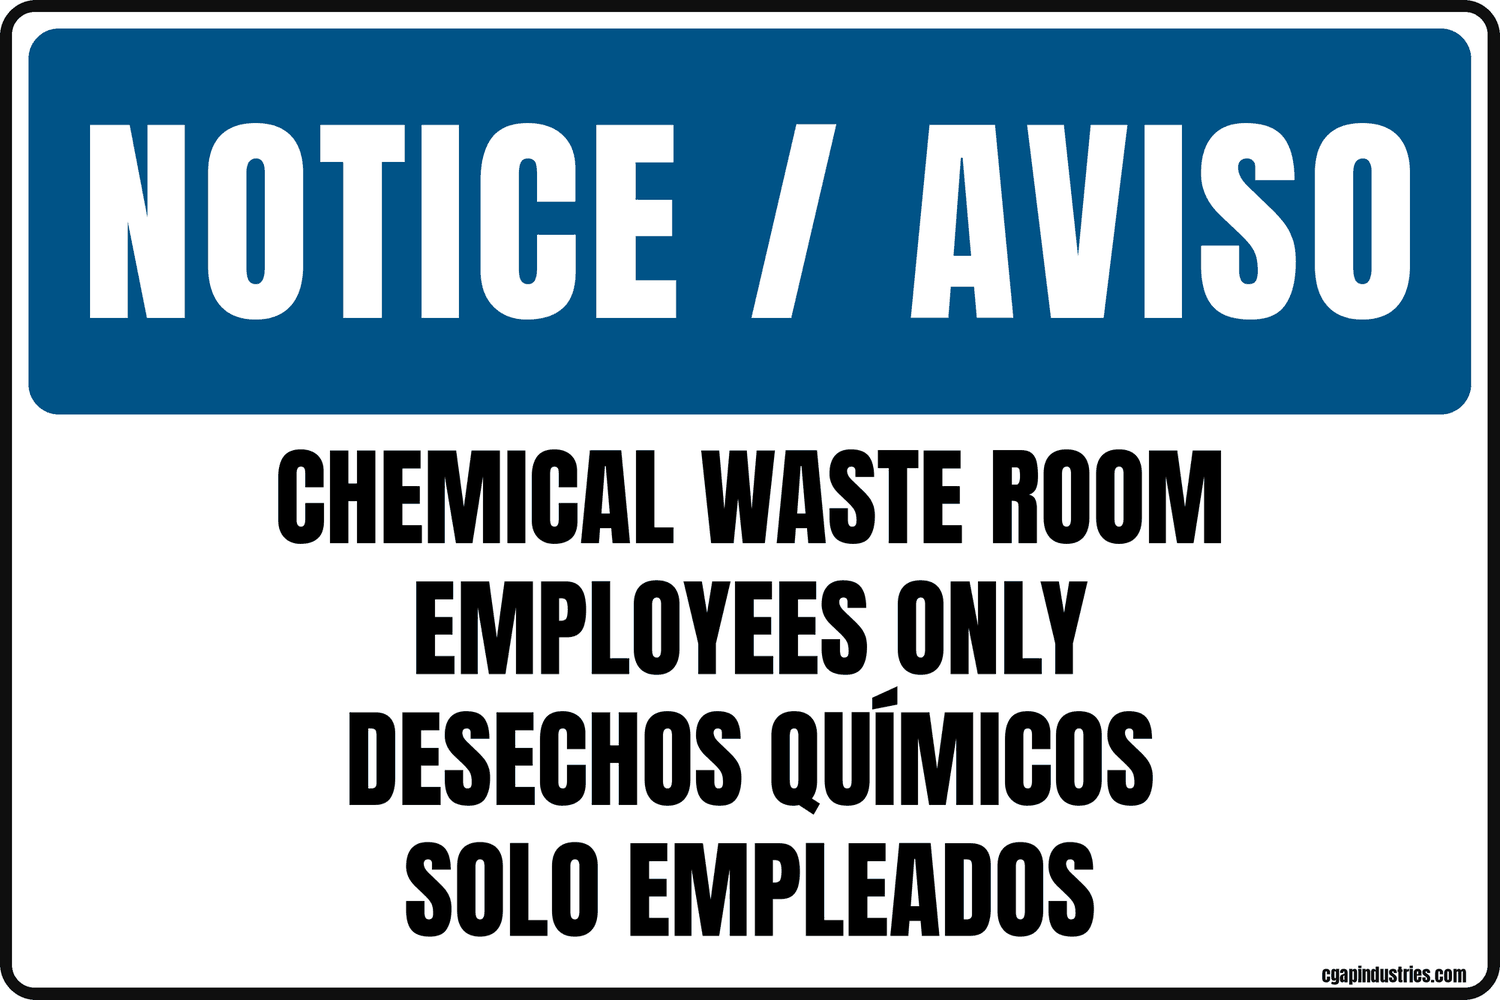 NOTICE / AVISO
CHEMICAL WASTE ROOM
EMPLOYEES ONLY
DESECHOS QUÍMICOS
SOLO EMPLEADOS
cgapindustries.com